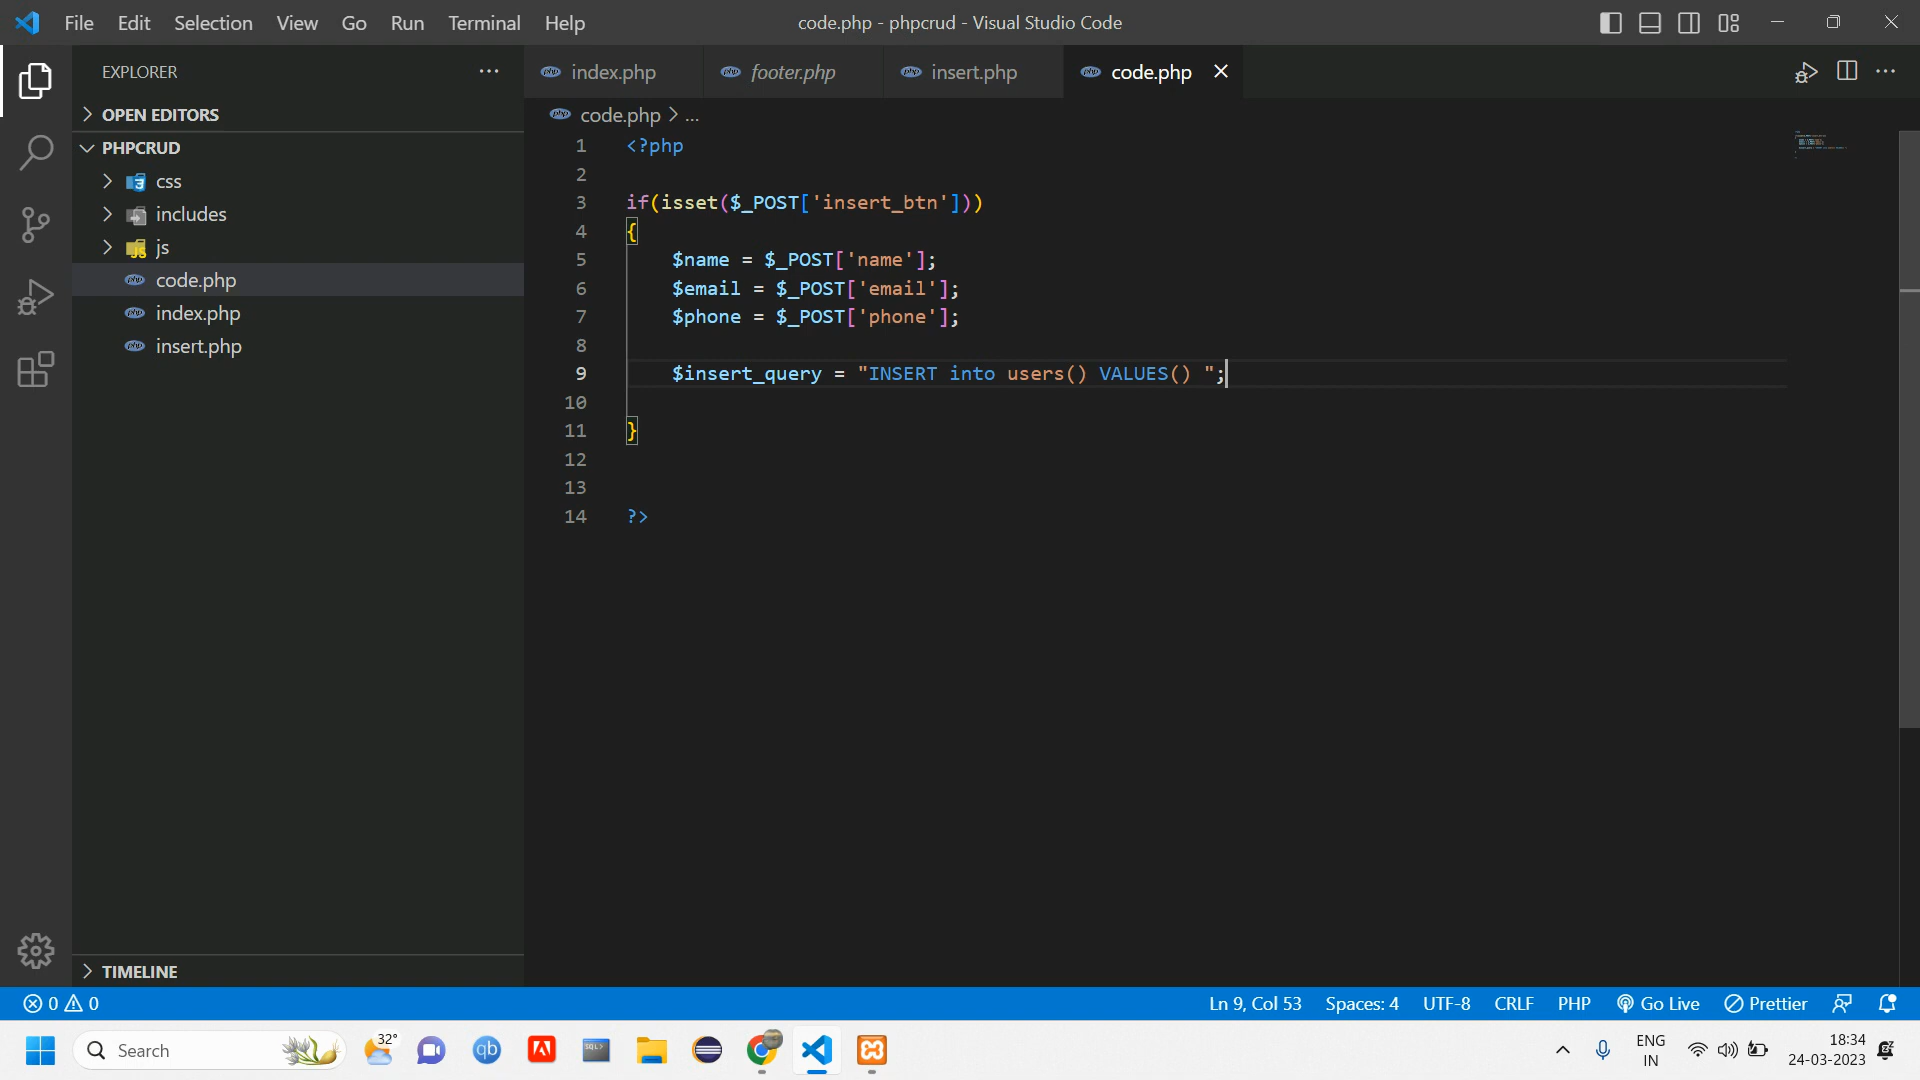 File Edit Selection View Go Run Terminal Help
code.php - phpcrud - Visual Studio Code
EXPLORER
OPEN EDITORS
PHPCRUD
css
includes
js
code.php
index.php
insert.php
TIMELINE
index.php footer.php insert.php code.php
code.php > ...
1 <?php
2
3 if(isset($_POST['insert_btn']))
4 {
5 $name = $_POST['name'];
6 $email = $_POST['email'];
7 $phone = $_POST['phone'];
8
9 $insert_query = "INSERT into users() VALUES() ";
10
11 }
12
13
14 ?>
0 0
Ln 9, Col 53 Spaces: 4 UTF-8 CRLF PHP Go Live Prettier
Search
32°
qb
SQL>
ENG
IN
18:34
24-03-2023